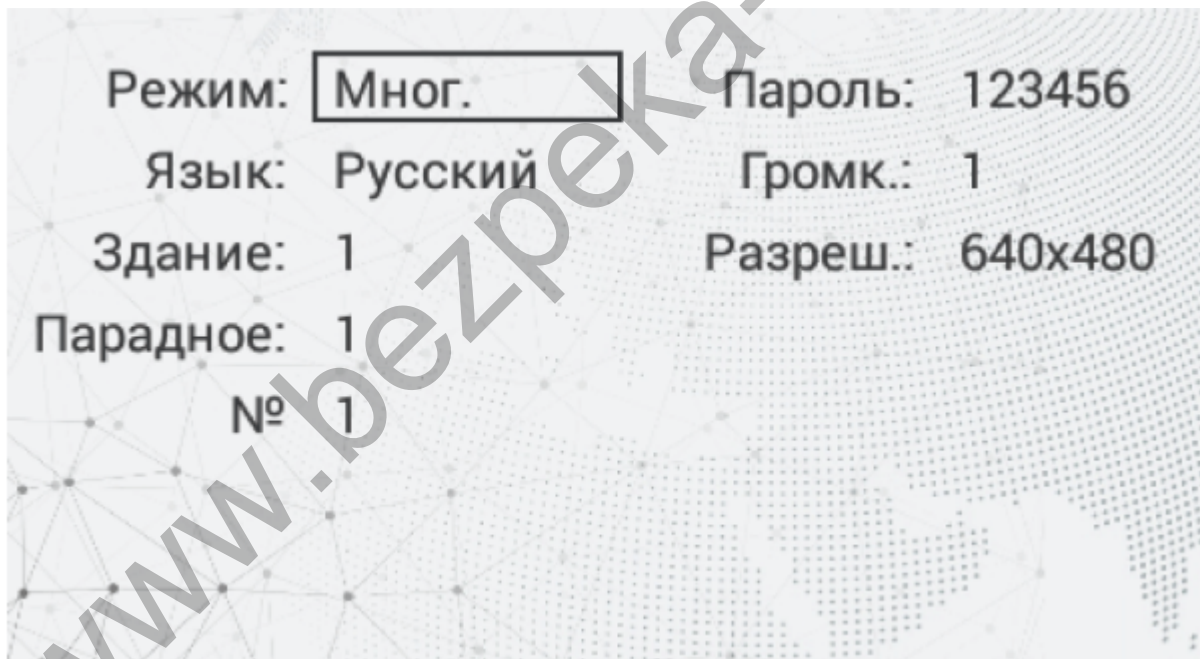 Режим: Мног.
Язык: Русский
Здание: 1
Парадное: 1
№ 1
Пароль: 123456
Громк.: 1
Разреш.: 640x480
www.bezpeka-